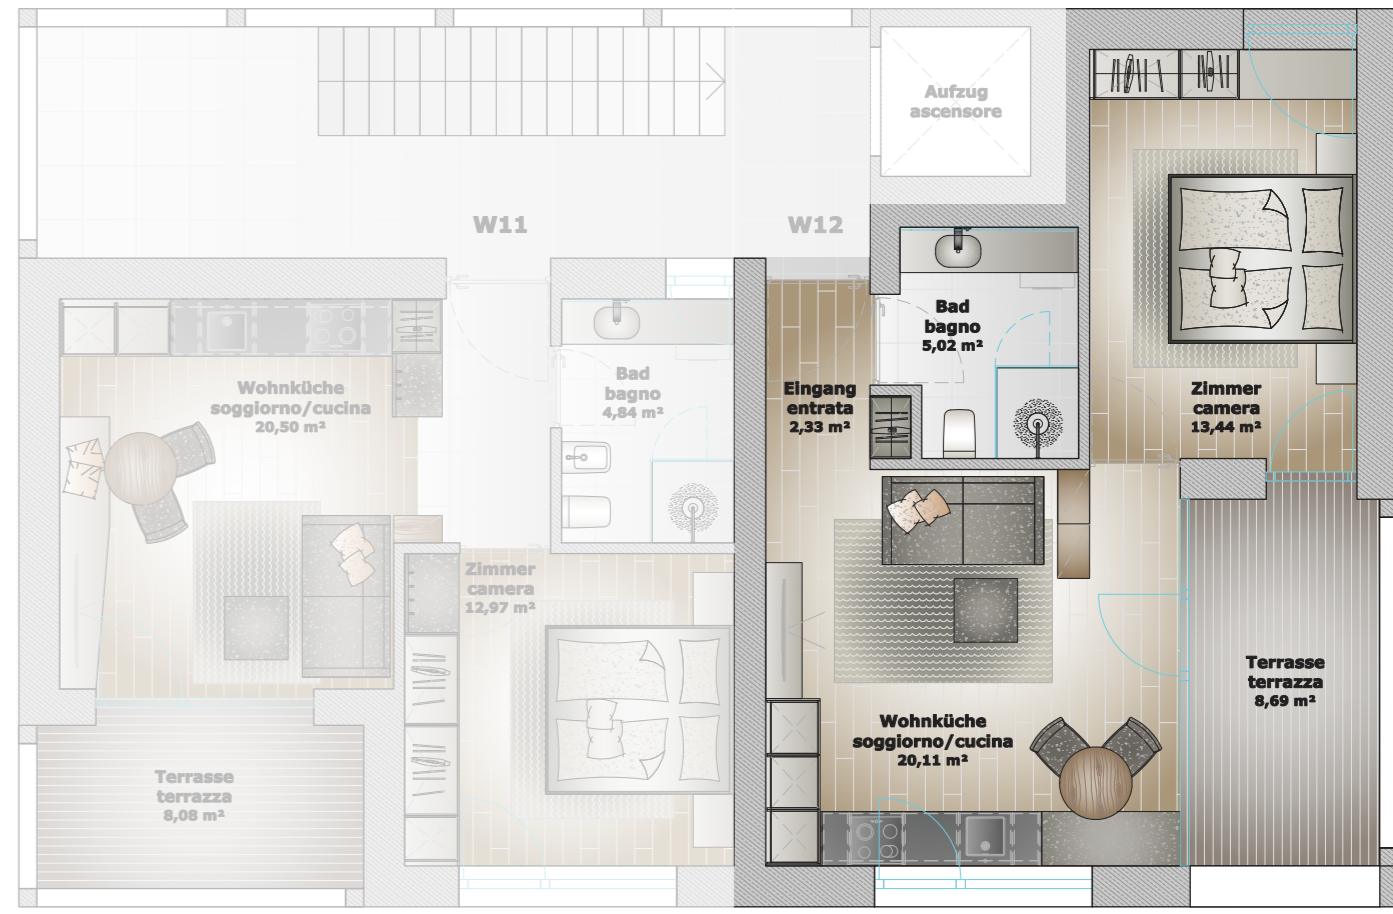 Aufzug
ascensore
W11
W12
Bad
bagno
5,02 m²
Wohnküche
soggiorno/cucina
20,50 m²
Bad
bagno
4,84 m²
Eingang
entrata
2,33 m²
Zimmer
camera
13,44 m²
Zimmer
camera
12,97 m²
Terrasse
terrazza
8,69 m²
Wohnküche
soggiorno/cucina
20,11 m²
Terrasse
terrazza
8,08 m²